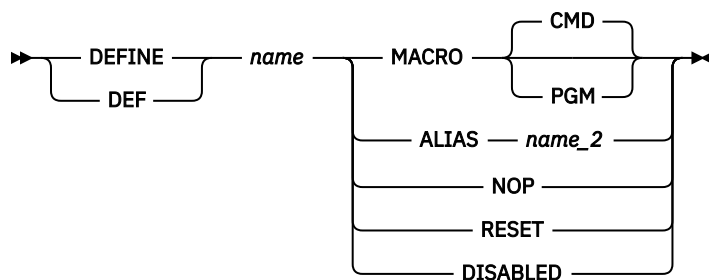 CMD
DEFINE name MACRO
DEF PGM
ALIAS name_2
NOP
RESET
DISABLED